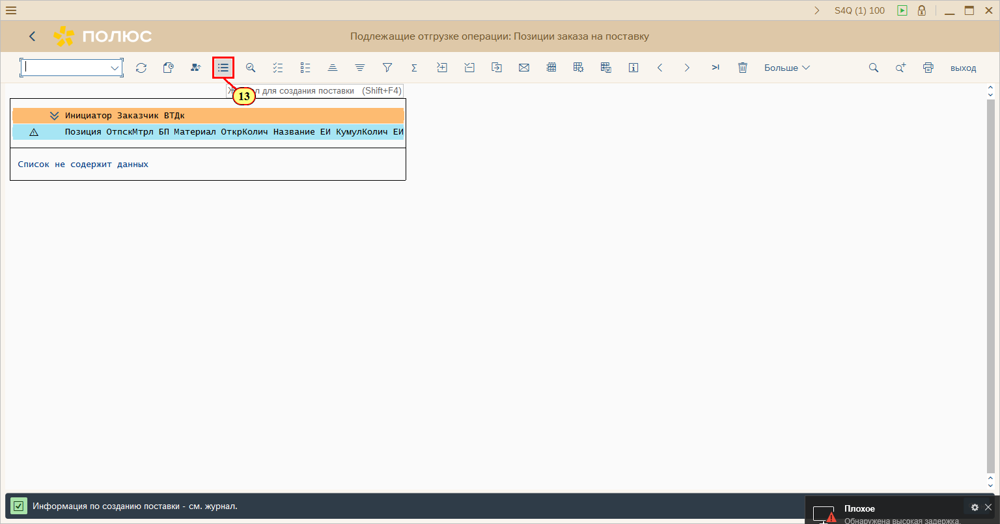 S4Q (1) 100
ПОЛЮС
Подлежащие отгрузке операции: Позиции заказа на поставку
Больше
выход
для создания поставки (Shift+F4)
13
Инициатор Заказчик ВТДк
Позиция ОтпскМтрл БП Материал ОткрКолич Название ЕИ КумулКолич ЕИ
Список не содержит данных
Информация по созданию поставки - см. журнал.
Плохое
Обнаружена высокая задержка.